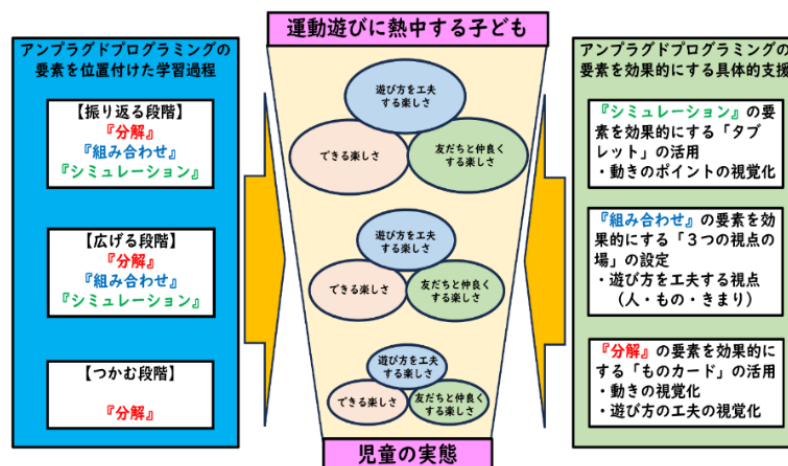 運動遊びに熱中する子ども
アンプラグドプログラミングの
要素を位置付けた学習過程
【振り返る段階】
『分解』
『組み合わせ』
『シミュレーション』
【広げる段階】
『分解』
『組み合わせ』
『シミュレーション』
【つかむ段階】
『分解』
遊び方を工夫
する楽しさ
できる楽しさ
友だちと仲良く
する楽しさ
遊び方を工夫
する楽しさ
できる楽しさ
友だちと仲良く
する楽しさ
遊び方を工夫
する楽しさ
できる楽しさ
友だちと仲良く
する楽しさ
児童の実態
アンプラグドプログラミングの
要素を効果的にする具体的支援
『シミュレーション』の要
素を効果的にする「タブ
レット」の活用
・動きのポイントの視覚化
『組み合わせ』の要素を効
果的にする「３つの視点の
場」の設定
・遊び方を工夫する視点
（人・もの・きまり）
『分解』の要素を効果的に
する「ものカード」の活用
・動きの視覚化
・遊び方の工夫の視覚化